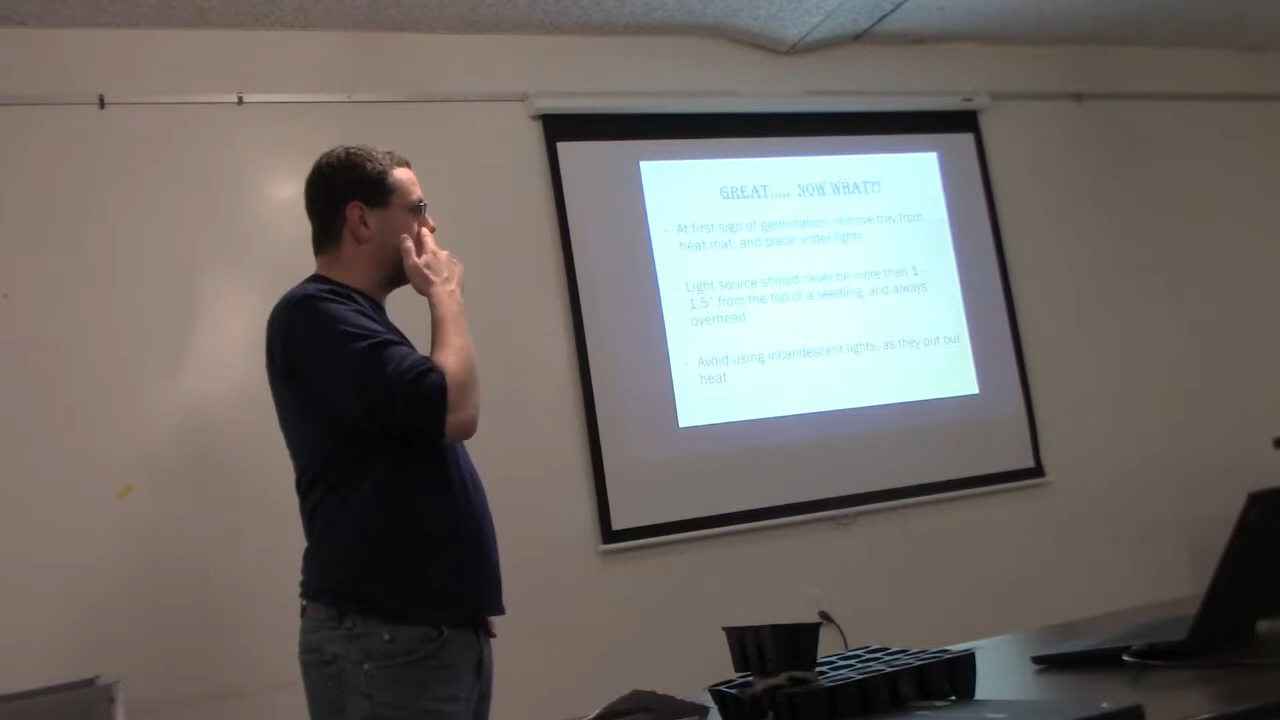 GREAT..... NOW WHAT??
At first sign of germination, remove tray from
heat mat, and place under lights
Light source should never be more than 1 -
1.5" from the top of a seedling, and always
overhead
Avoid using incandescent lights, as they put out
heat